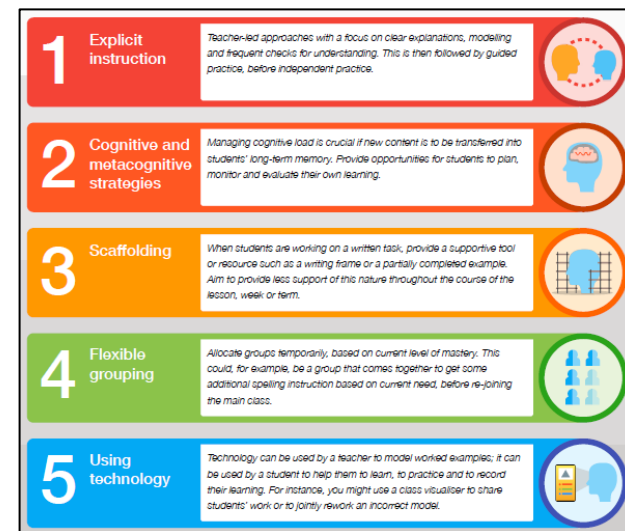 1
Explicit
instruction
Teacher-led approaches with a focus on clear explanations, modelling
and frequent checks for understanding. This is then followed by guided
practice, before independent practice.
2
Cognitive and
metacognitive
strategies
Managing cognitive load is crucial if new content is to be transferred into
students' long-term memory. Provide opportunities for students to plan,
monitor and evaluate their own learning.
3
Scaffolding
When students are working on a written task, provide a supportive tool
or resource such as a writing frame or a partially completed example.
Aim to provide less support of this nature throughout the course of the
lesson, week or term.
4
Flexible
grouping
Allocate groups temporarily, based on current level of mastery. This
could, for example, be a group that comes together to get some
additional spelling instruction based on current need, before re-joining
the main class.
5
Using
technology
Technology can be used by a teacher to model worked examples; it can
be used by a student to help them to learn, to practice and to record
their learning. For instance, you might use a class visualiser to share
students' work or to jointly rework an incorrect model.